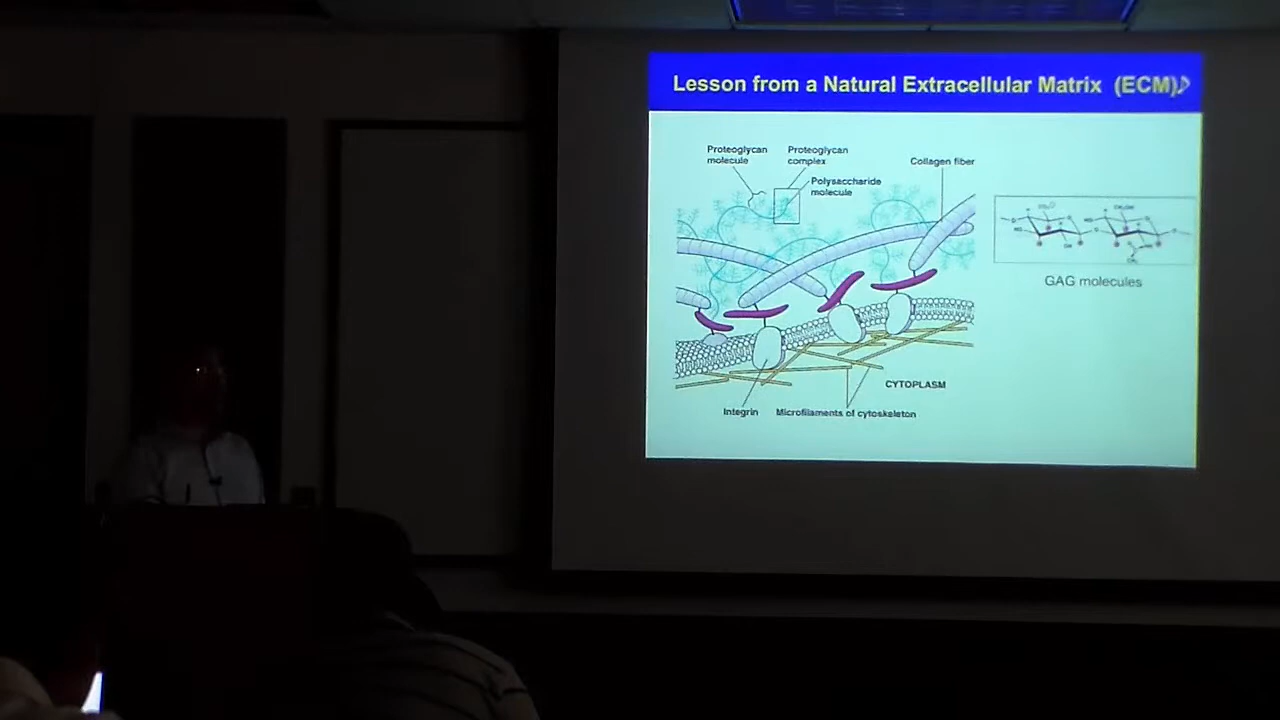 Lesson from a Natural Extracellular Matrix (ECM)♪
Proteoglycan
molecule
Proteoglycan
complex
Polysaccharide
molecule
Collagen fiber
GAG molecules
CYTOPLASM
Integrin
Microfilaments of cytoskeleton